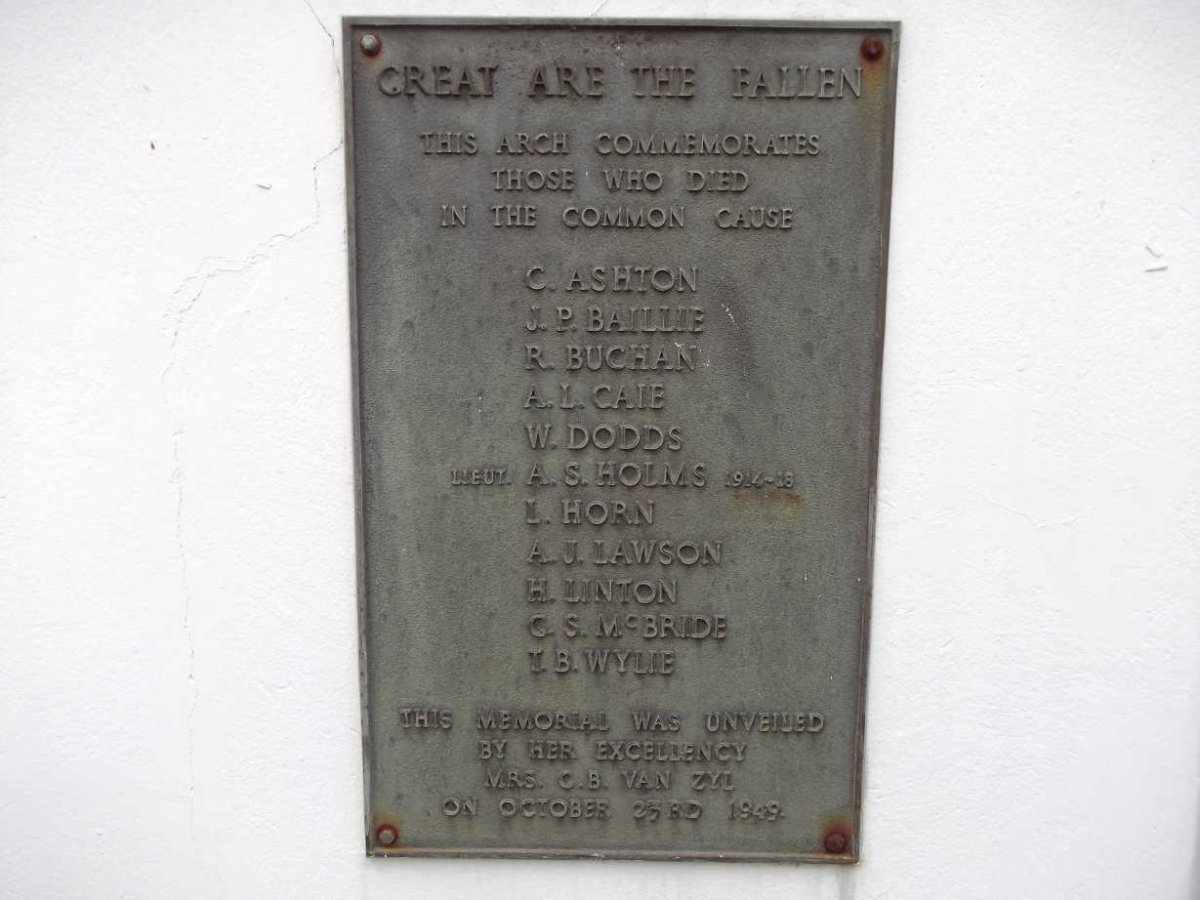 GREAT ARE THE FALLEN
THIS ARCH COMMEMORATES
THOSE WHO DIED
IN THE COMMON CAUSE
C. ASHTON
J. P. BAILLIE
R. BUCHAN
A. L. CAIE
W. DODDS
LIEUT. A. S. HOLMS 1914-18
L. HORN
A. J. LAWSON
H. LINTON
C. S. McBRIDE
T. B. WYLIE
THIS MEMORIAL WAS UNVEILED
BY HER EXCELLENCY
MRS. G. B. VAN ZYL
ON OCTOBER 23RD 1949.